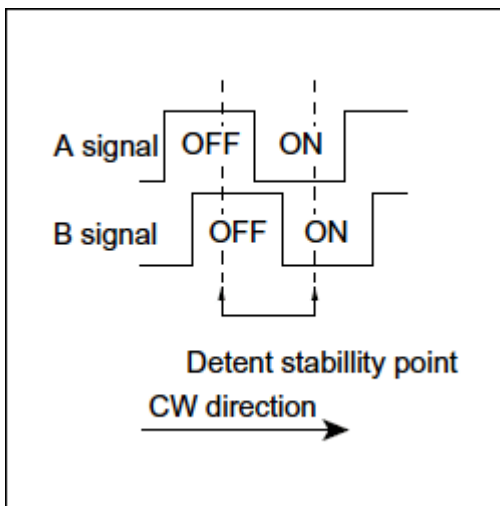 A signal OFF ON
B signal OFF ON
Detent stabillity point
CW direction